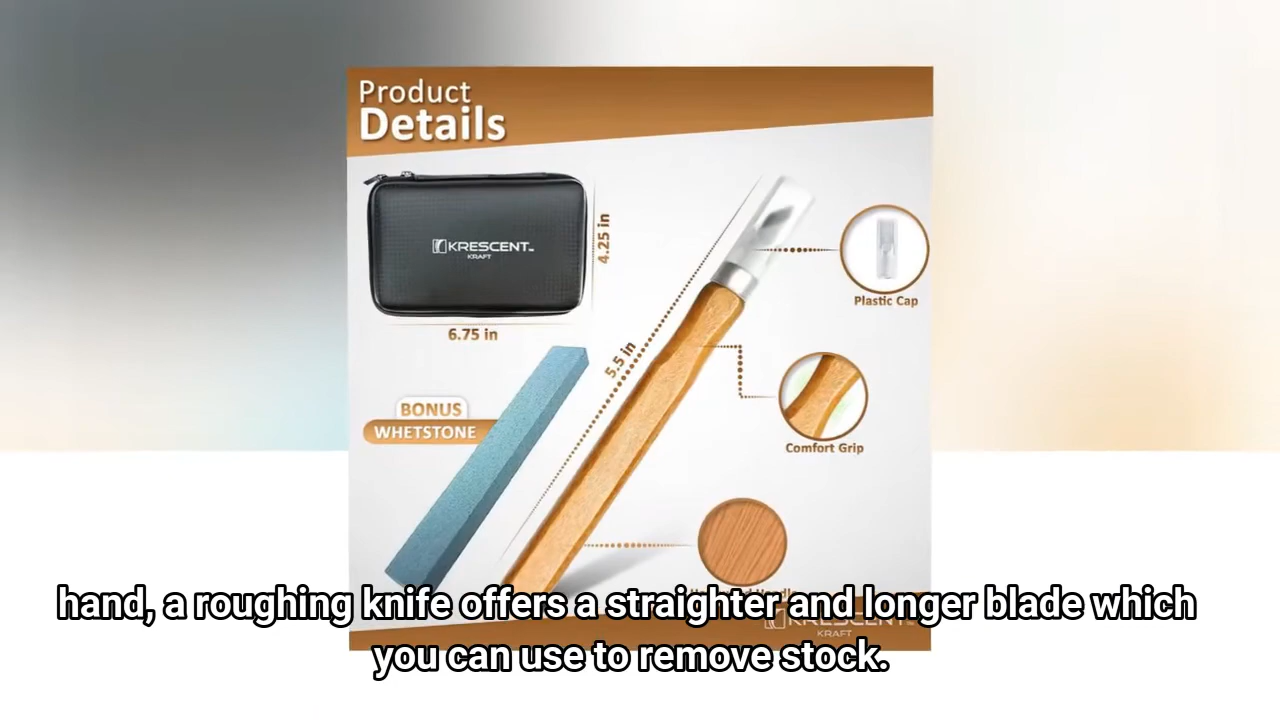 Product
Details
KRESCENT
KRAFT
4.25 in
6.75 in
5.5 in
Plastic Cap
BONUS
WHETSTONE
Comfort Grip
KRESCENT
KRAFT
hand, a roughing knife offers a straighter and longer blade which
you can use to remove stock.